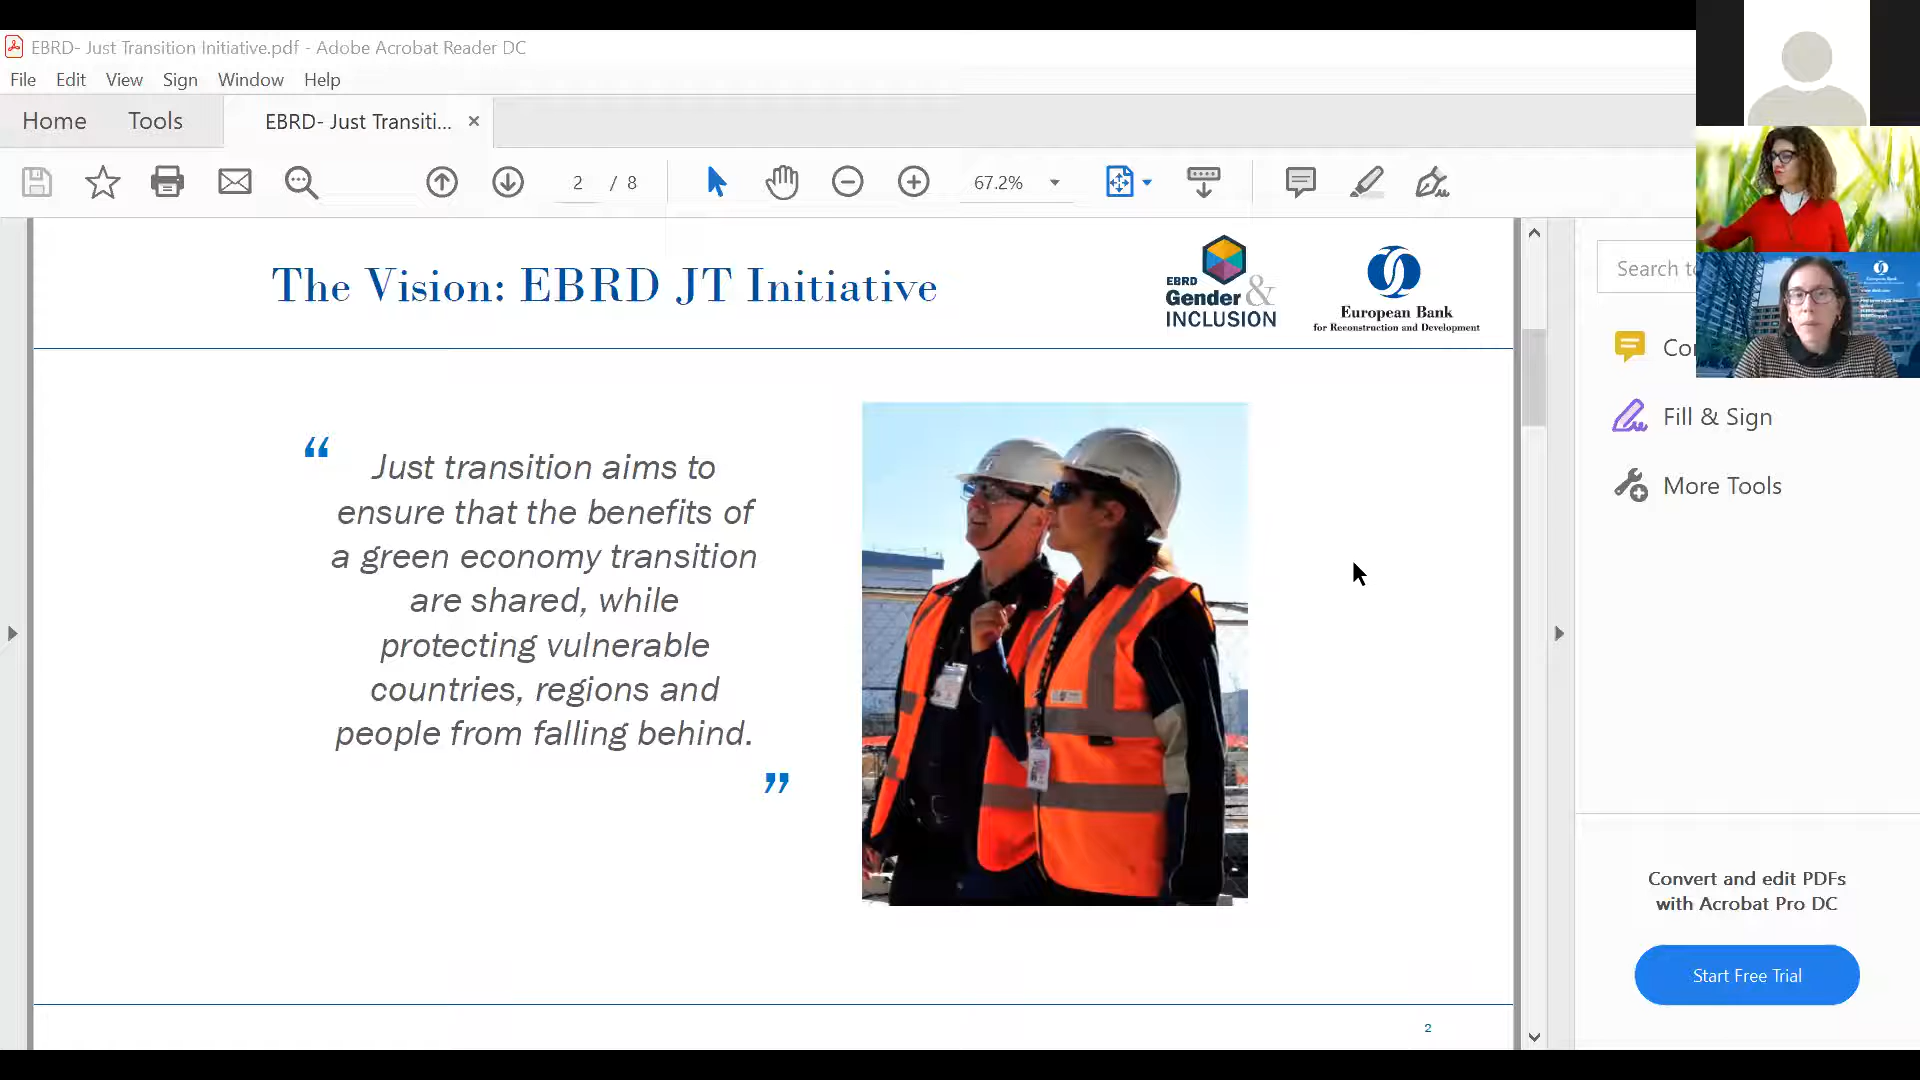 EBRD- Just Transition Initiative.pdf - Adobe Acrobat Reader DC
File Edit View Sign Window Help
Home Tools EBRD- Just Transiti... ×
2 / 8 67.2%
The Vision: EBRD JT Initiative
EBRD
Gender &
INCLUSION
European Bank
for Reconstruction and Development
“
Just transition aims to
ensure that the benefits of
a green economy transition
are shared, while
protecting vulnerable
countries, regions and
people from falling behind.
”
2
Search t
Co
Fill & Sign
More Tools
Convert and edit PDFs
with Acrobat Pro DC
Start Free Trial